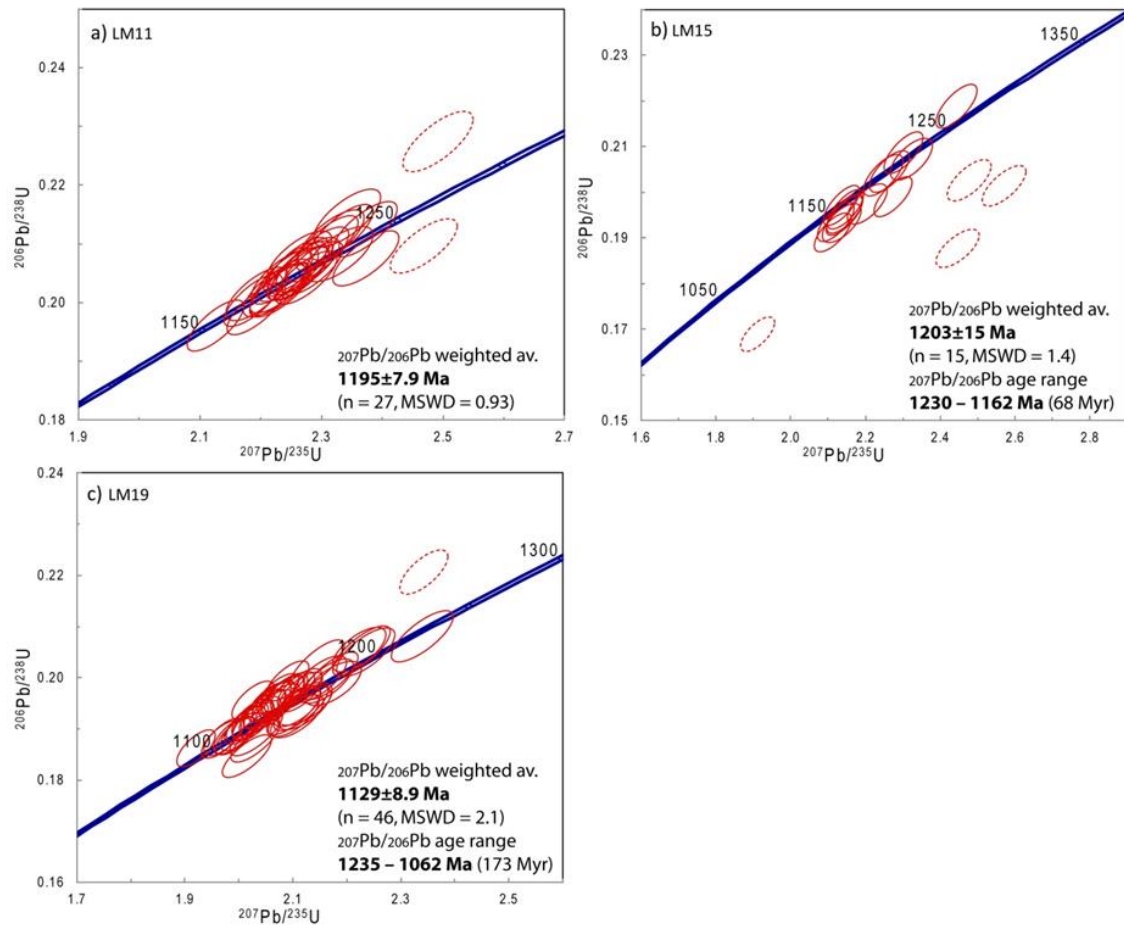 a) LM11
0.24
0.22
0.20
0.18
²⁰⁶Pb/²³⁸U
1150
1250
²⁰⁷Pb/²⁰⁶Pb weighted av.
1195±7.9 Ma
(n = 27, MSWD = 0.93)
1.9
2.1
2.3
2.5
2.7
²⁰⁷Pb/²³⁵U
b) LM15
0.23
0.21
0.19
0.17
0.15
²⁰⁶Pb/²³⁸U
1050
1150
1250
1350
²⁰⁷Pb/²⁰⁶Pb weighted av.
1203±15 Ma
(n = 15, MSWD = 1.4)
²⁰⁷Pb/²⁰⁶Pb age range
1230 – 1162 Ma (68 Myr)
1.6
1.8
2.0
2.2
2.4
2.6
2.8
²⁰⁷Pb/²³⁵U
c) LM19
0.24
0.22
0.20
0.18
0.16
²⁰⁶Pb/²³⁸U
1100
1200
1300
²⁰⁷Pb/²⁰⁶Pb weighted av.
1129±8.9 Ma
(n = 46, MSWD = 2.1)
²⁰⁷Pb/²⁰⁶Pb age range
1235 – 1062 Ma (173 Myr)
1.7
1.9
2.1
2.3
2.5
²⁰⁷Pb/²³⁵U